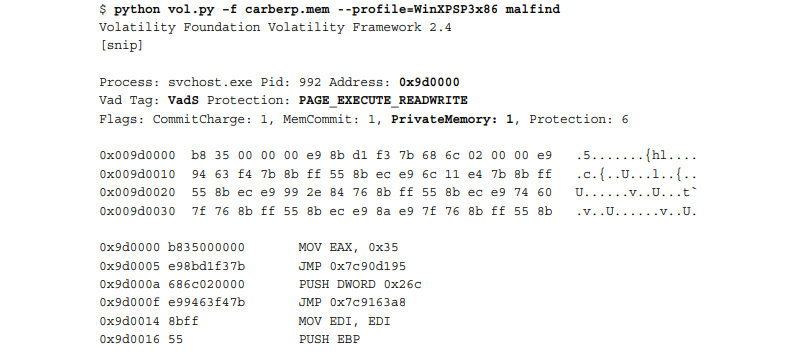 $ python vol.py -f carberp.mem --profile=WinXPSP3x86 malfind
Volatility Foundation Volatility Framework 2.4
[snip]
Process: svchost.exe Pid: 992 Address: 0x9d0000
Vad Tag: VadS Protection: PAGE_EXECUTE_READWRITE
Flags: CommitCharge: 1, MemCommit: 1, PrivateMemory: 1, Protection: 6
0x009d0000 b8 35 00 00 00 e9 8b d1 f3 7b 68 6c 02 00 00 e9 .5.......{hl....
0x009d0010 94 63 f4 7b 8b ff 55 8b ec e9 6c 11 e4 7b 8b ff .c.{..U...l..{..
0x009d0020 55 8b ec e9 99 2e 84 76 8b ff 55 8b ec e9 74 60 U......v..U...t`
0x009d0030 7f 76 8b ff 55 8b ec e9 8a e9 7f 76 8b ff 55 8b .v..U......v..U.
0x9d0000 b835000000 MOV EAX, 0x35
0x9d0005 e98bd1f37b JMP 0x7c90d195
0x9d000a 686c020000 PUSH DWORD 0x26c
0x9d000f e99463f47b JMP 0x7c9163a8
0x9d0014 8bff MOV EDI, EDI
0x9d0016 55 PUSH EBP